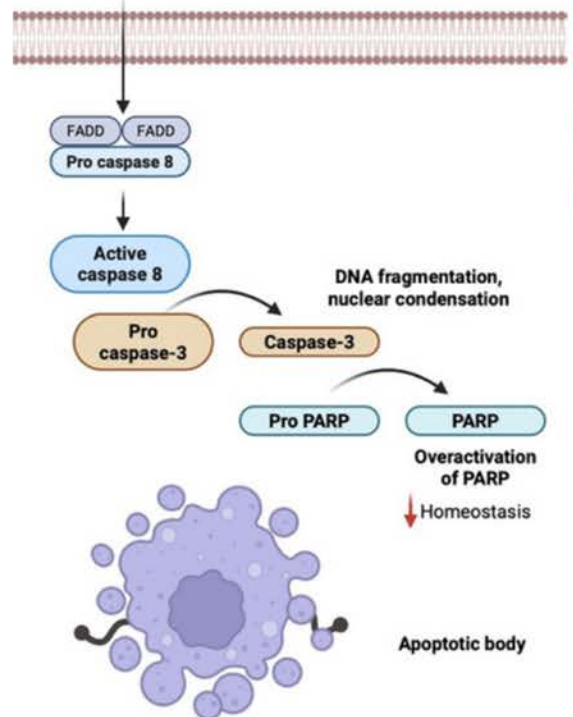 FADD FADD
Pro caspase 8
Active
caspase 8
DNA fragmentation,
nuclear condensation
Pro
caspase-3
Caspase-3
Pro PARP
PARP
Overactivation
of PARP
Homeostasis
Apoptotic body